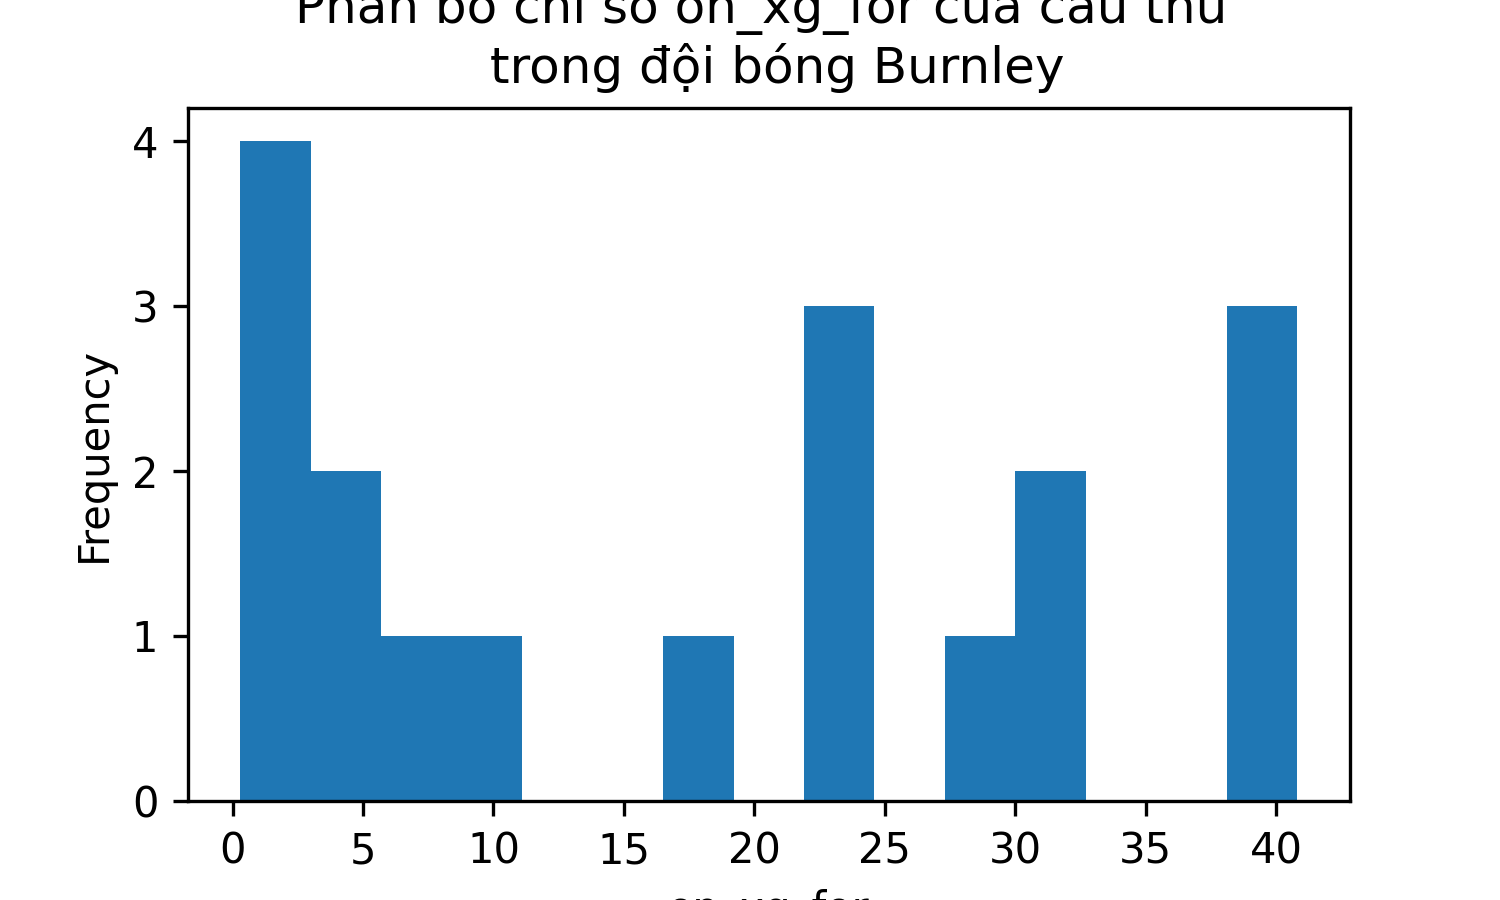 Phân bố chỉ số on_xg_for của cầu thủ
trong đội bóng Burnley
4
3
2
1
0
Frequency
0 5 10 15 20 25 30 35 40
on_xg_for